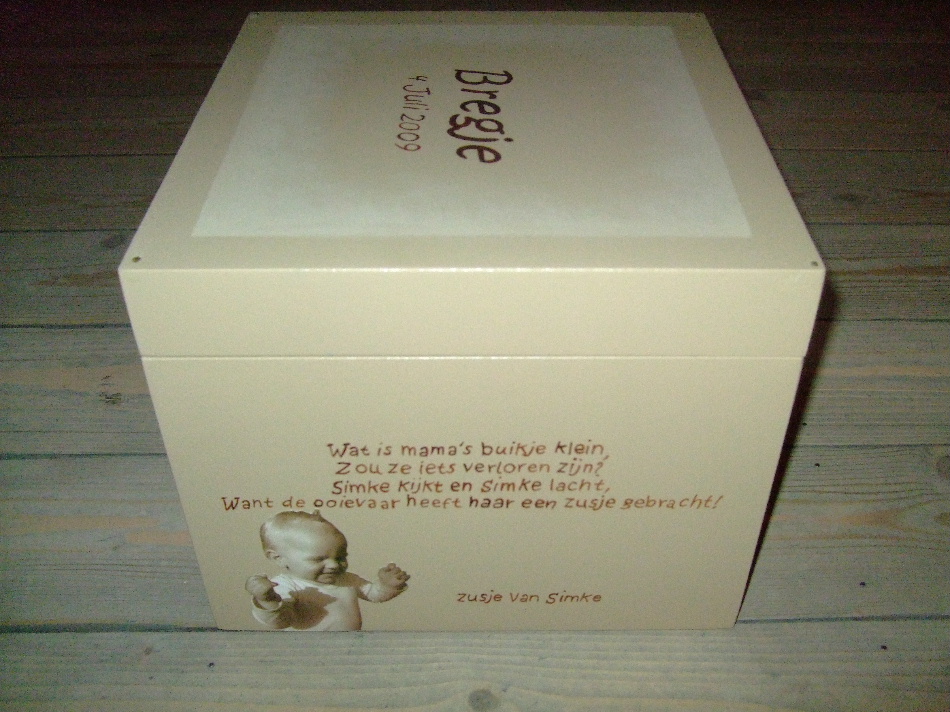 Bregje
4 Juli 2009
Wat is mama's buikje klein,
Zou ze iets verloren zijn?
Simke kijkt en Simke lacht,
Want de ooievaar heeft haar een zusje gebracht!
zusje van Simke